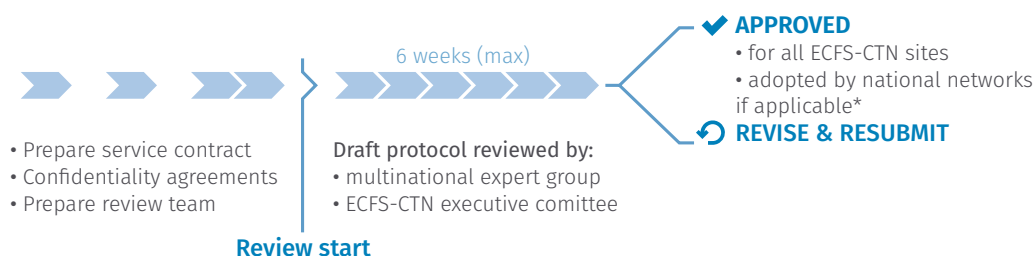 6 weeks (max)
APPROVED
• for all ECFS-CTN sites
• adopted by national networks
if applicable*
REVISE & RESUBMIT
• Prepare service contract
• Confidentiality agreements
• Prepare review team
Draft protocol reviewed by:
• multinational expert group
• ECFS-CTN executive comittee
Review start